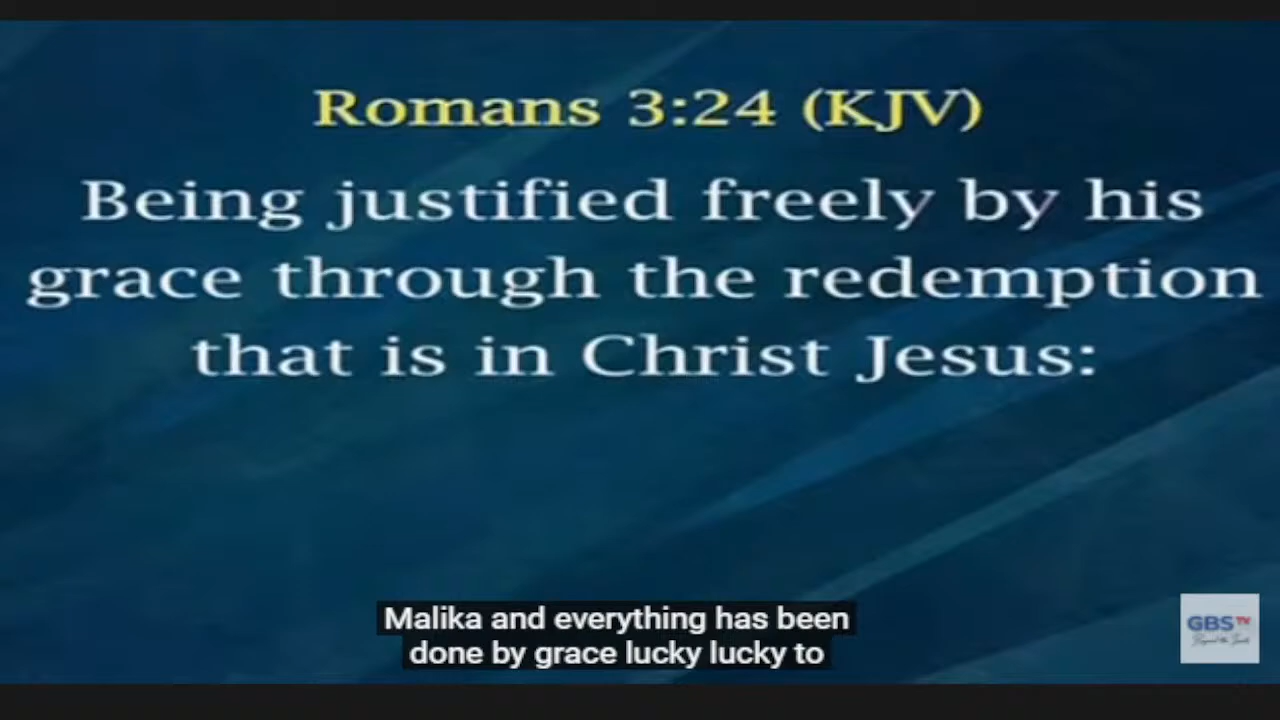 Romans 3:24 (KJV)
Being justified freely by his
grace through the redemption
that is in Christ Jesus:
Malika and everything has been
done by grace lucky lucky to
GBS TV